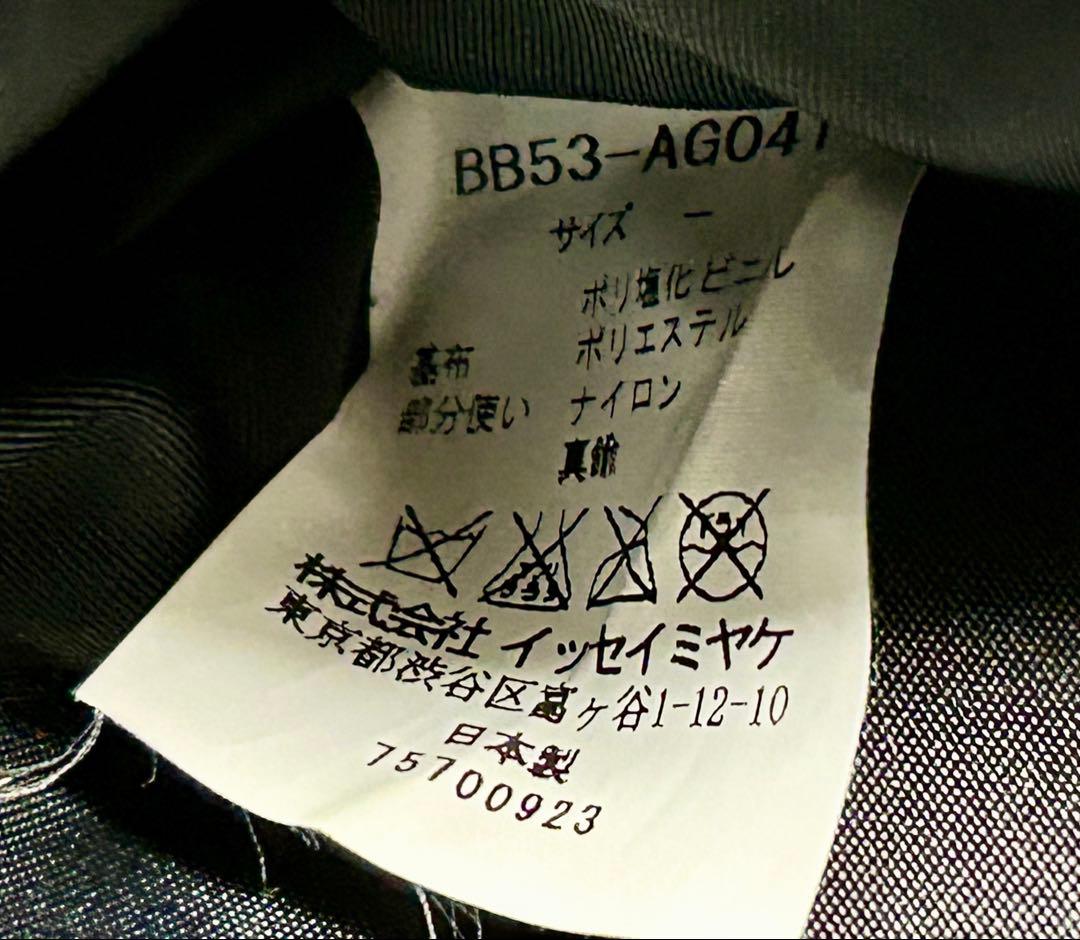 BB53-AG041
サイズ ー
ポリ塩化ビニル
基布 ポリエステル
部分使い ナイロン
真鍮
株式会社 イッセイミヤケ
東京都渋谷区富ヶ谷1-12-10
日本製
75700923